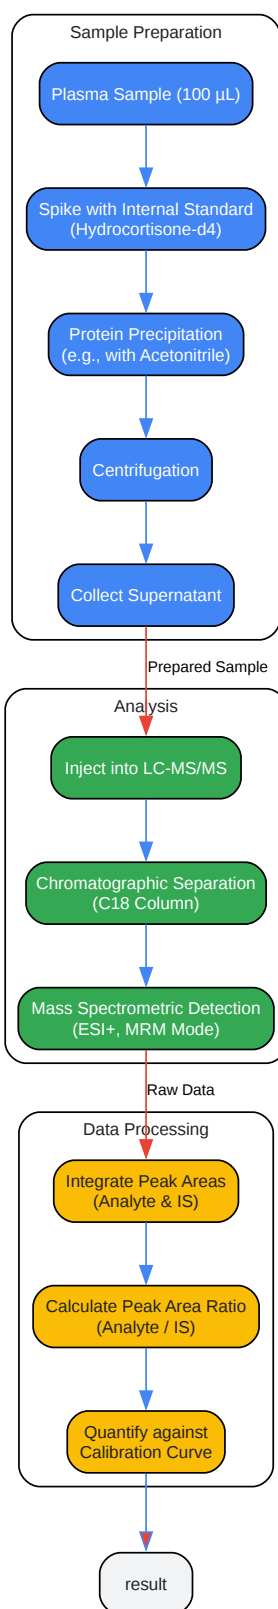 Sample Preparation
Plasma Sample (100 µL)
Spike with Internal Standard
(Hydrocortisone-d4)
Protein Precipitation
(e.g., with Acetonitrile)
Centrifugation
Collect Supernatant
Prepared Sample
Analysis
Inject into LC-MS/MS
Chromatographic Separation
(C18 Column)
Mass Spectrometric Detection
(ESI+, MRM Mode)
Raw Data
Data Processing
Integrate Peak Areas
(Analyte & IS)
Calculate Peak Area Ratio
(Analyte / IS)
Quantify against
Calibration Curve
result